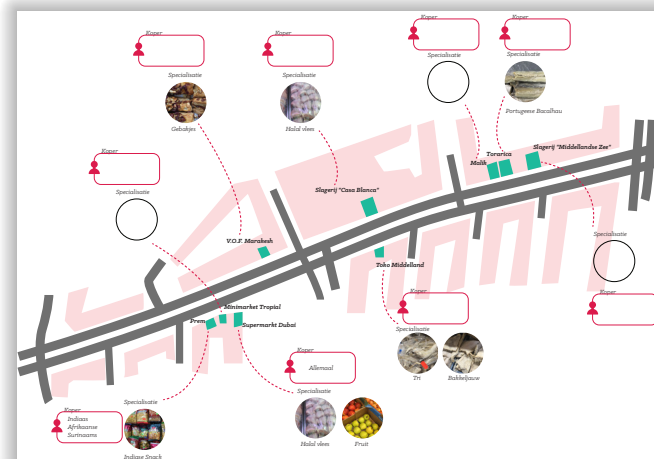 Koper
Specialisatie
Gebakjes
Koper
Specialisatie
Halal vlees
Koper
Specialisatie
Koper
Specialisatie
Portugeese Bacalhau
Koper
Specialisatie
Slagerij "Middellandse Zee"
Torarica
Malik
Slagerij "Casa Blanca"
V.O.F. Marakesh
Toko Middelland
Specialisatie
Koper
Koper
Specialisatie
Tri
Bakkeljauw
Minimarket Tropial
Prem
Supermarkt Dubai
Koper
Allemaal
Specialisatie
Halal vlees
Fruit
Koper
Indiaas
Afrikaanse
Surinaams
Specialisatie
Indiase Snack